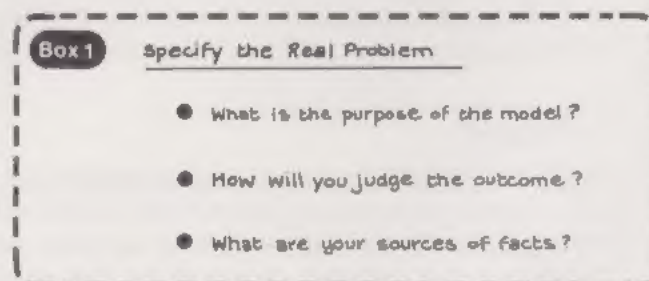 Box 1
Specify the Real Problem
What is the purpose of the model?
How will you judge the outcome?
What are your sources of facts?